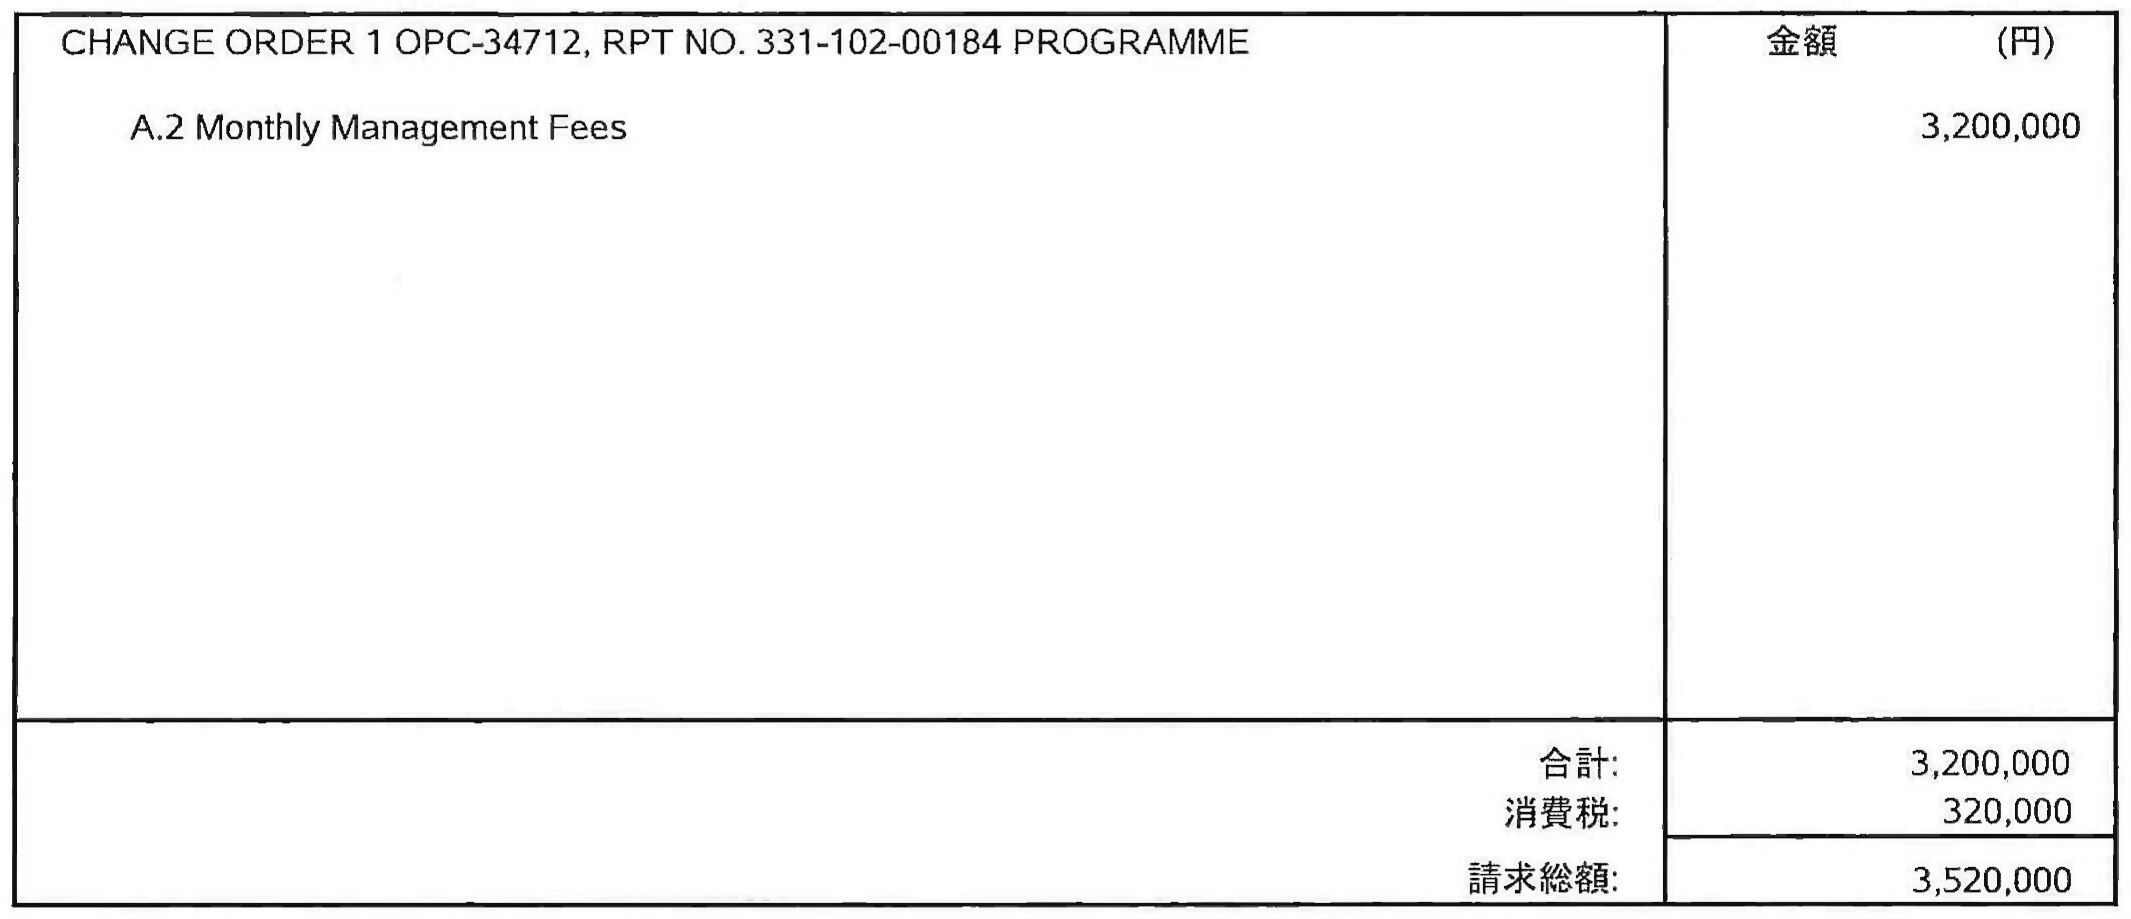 CHANGE ORDER 1 OPC-34712, RPT NO. 331-102-00184 PROGRAMME 金額 (円)
A.2 Monthly Management Fees 3,200,000
合計: 3,200,000
消費税: 320,000
請求総額: 3,520,000